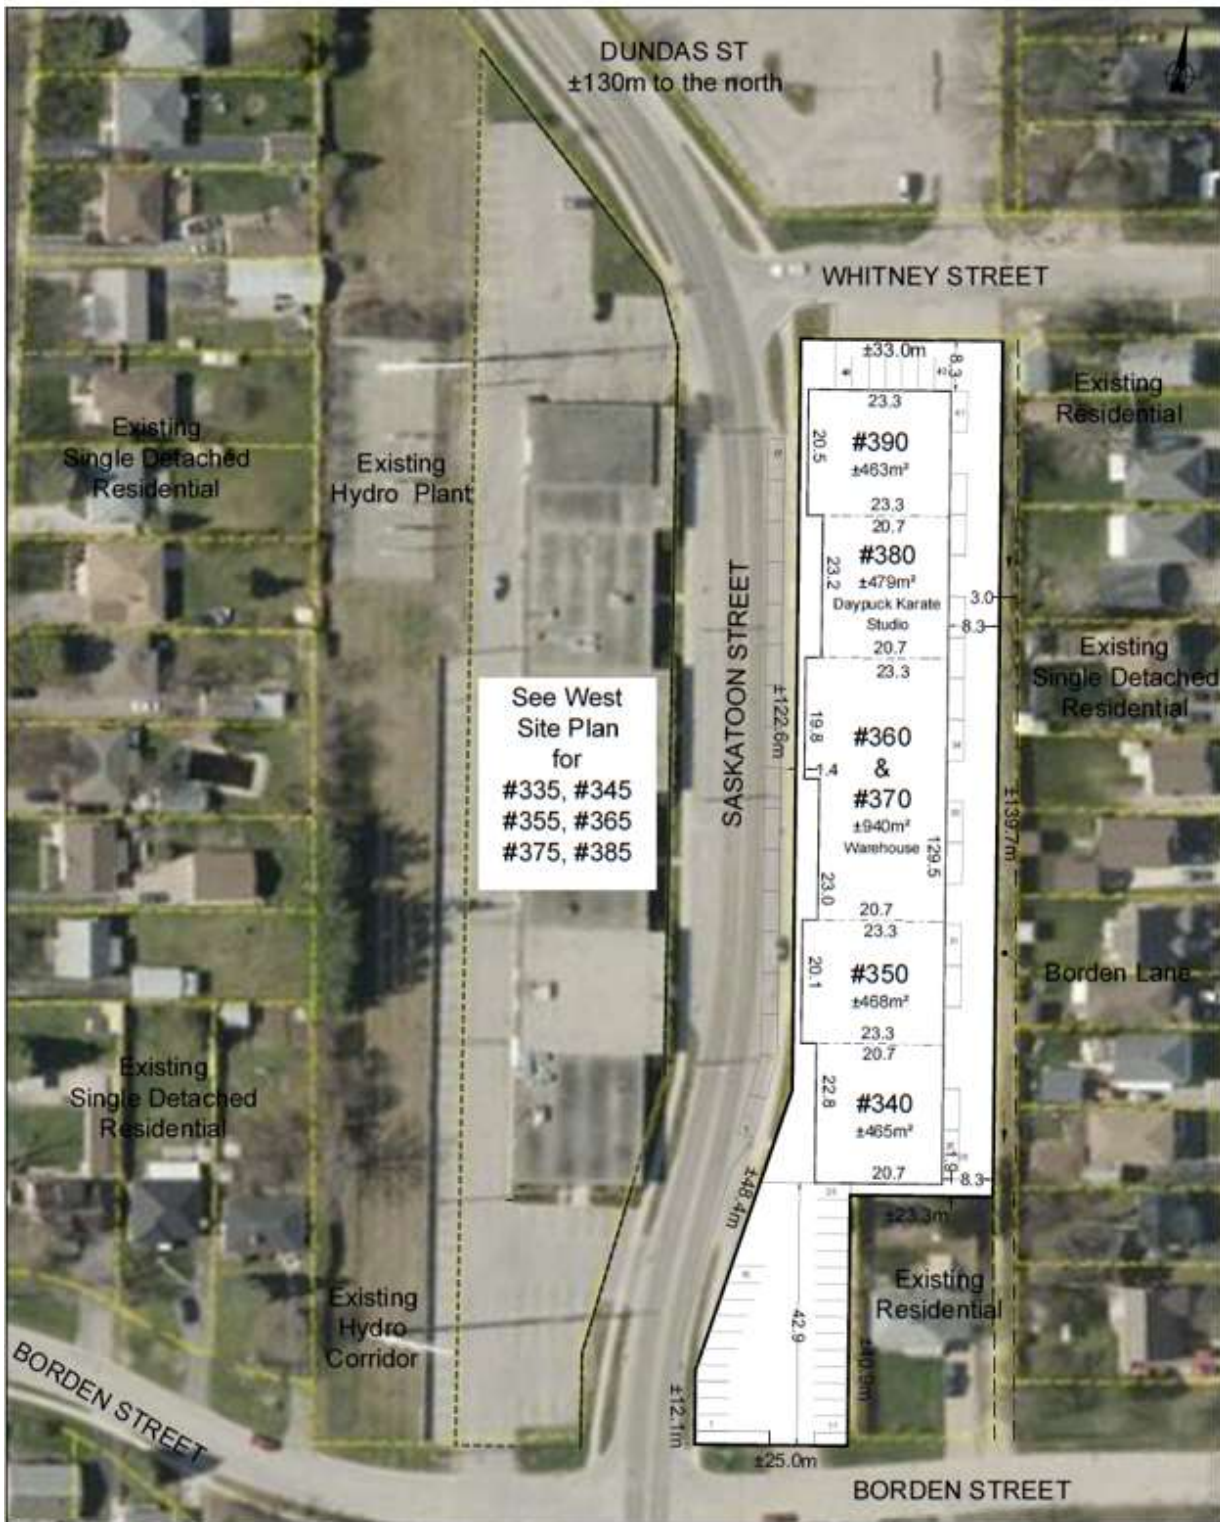 DUNDAS ST
±130m to the north
WHITNEY STREET
±33.0m
8.3
23.3
#390
±463m²
20.5
23.3
20.7
#380
±479m²
Daypuck Karate
Studio
23.2
20.7
3.0
8.3
23.3
#360
&
#370
±940m²
Warehouse
19.8
1.4
23.0
129.5
20.7
23.3
#350
±468m²
20.1
23.3
20.7
#340
±465m²
22.8
20.7
1.9
8.3
±23.3m
±122.6m
±139.7m
±48.4m
42.9
±12.1m
±25.0m
SASKATOON STREET
Existing
Single Detached
Residential
Existing
Hydro Plant
Existing
Residential
Existing
Single Detached
Residential
See West
Site Plan
for
#335, #345
#355, #365
#375, #385
Borden Lane
Existing
Single Detached
Residential
Existing
Residential
Existing
Hydro
Corridor
BORDEN STREET
BORDEN STREET